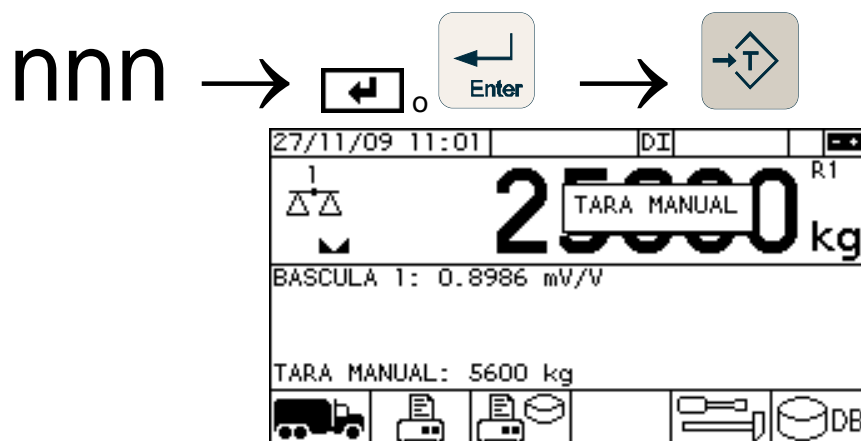 nnn → o Enter → T
27/11/09 11:01 DI
1 R1
TARA MANUAL
kg
BASCULA 1: 0.8986 mV/V
TARA MANUAL: 5600 kg
DB